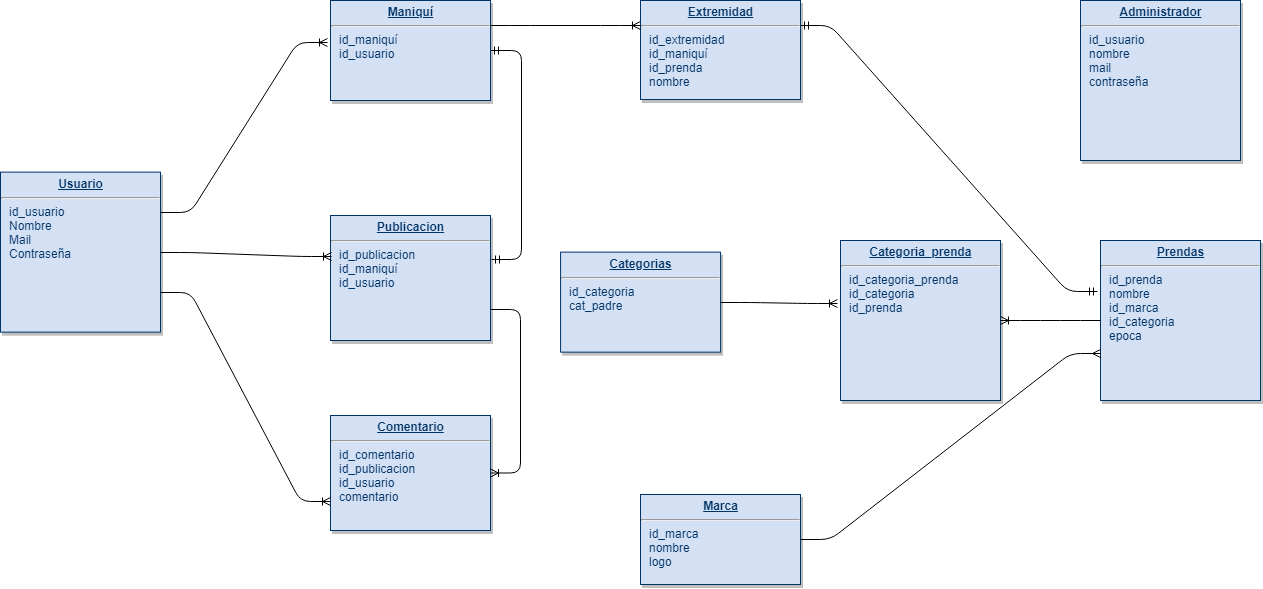 Maniquí
id_maniquí
id_usuario
Extremidad
id_extremidad
id_maniquí
id_prenda
nombre
Administrador
id_usuario
nombre
mail
contraseña
Usuario
id_usuario
Nombre
Mail
Contraseña
Publicacion
id_publicacion
id_maniquí
id_usuario
Categorias
id_categoria
cat_padre
Categoria_prenda
id_categoria_prenda
id_categoria
id_prenda
Prendas
id_prenda
nombre
id_marca
id_categoria
epoca
Comentario
id_comentario
id_publicacion
id_usuario
comentario
Marca
id_marca
nombre
logo